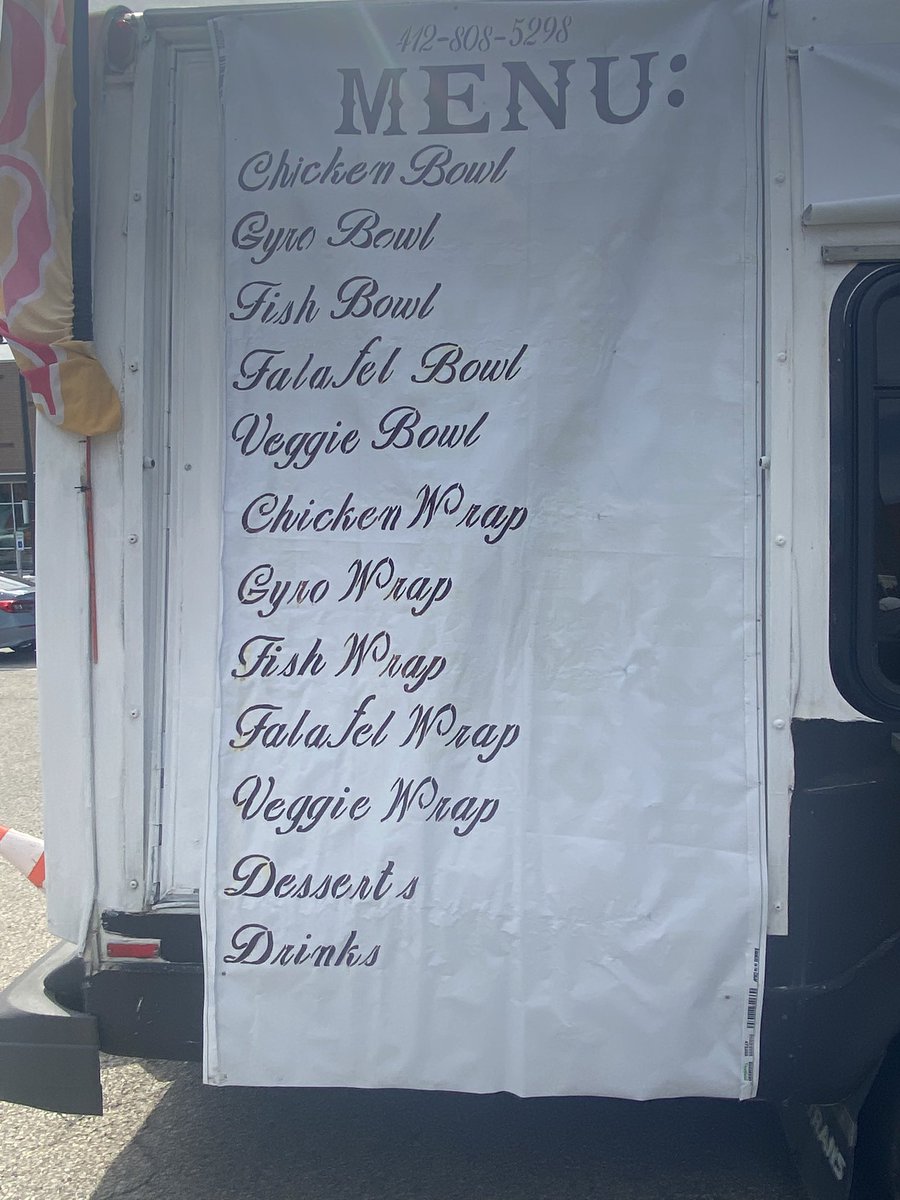 412-808-5298
MENU:
Chicken Bowl
Gyro Bowl
Fish Bowl
Falafel Bowl
Veggie Bowl
Chicken Wrap
Gyro Wrap
Fish Wrap
Falafel Wrap
Veggie Wrap
Desserts
Drinks